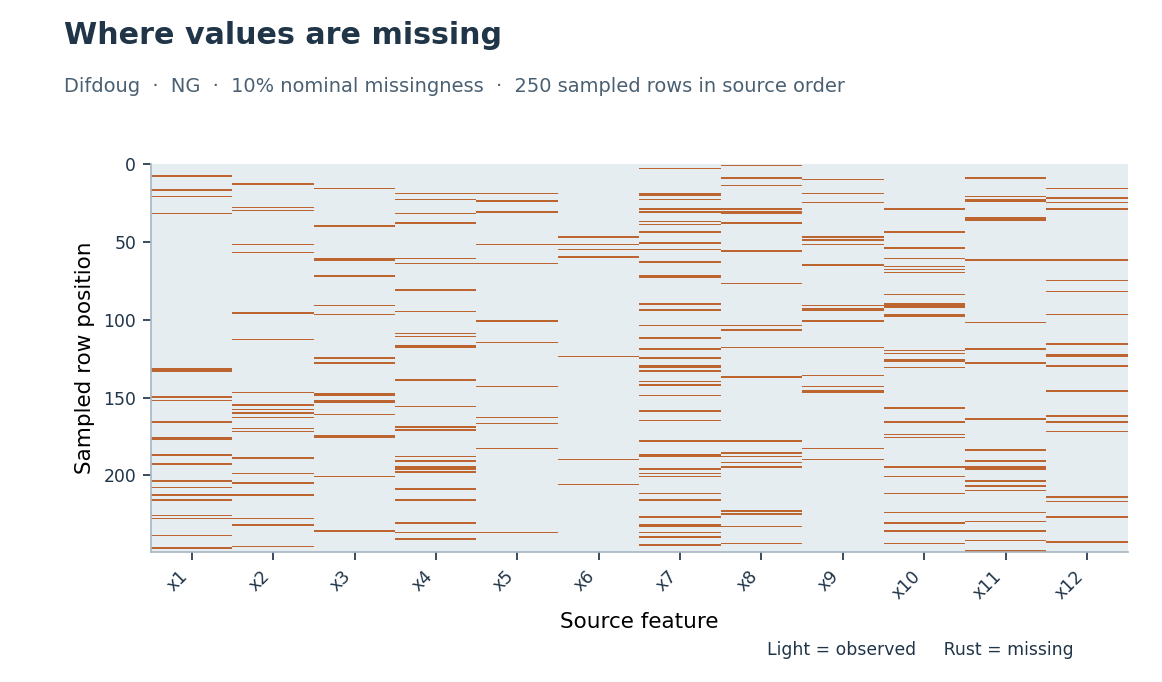 Where values are missing
Difdoug · NG · 10% nominal missingness · 250 sampled rows in source order
0
50
100
150
200
Sampled row position
x1 x2 x3 x4 x5 x6 x7 x8 x9 x10 x11 x12
Source feature
Light = observed Rust = missing